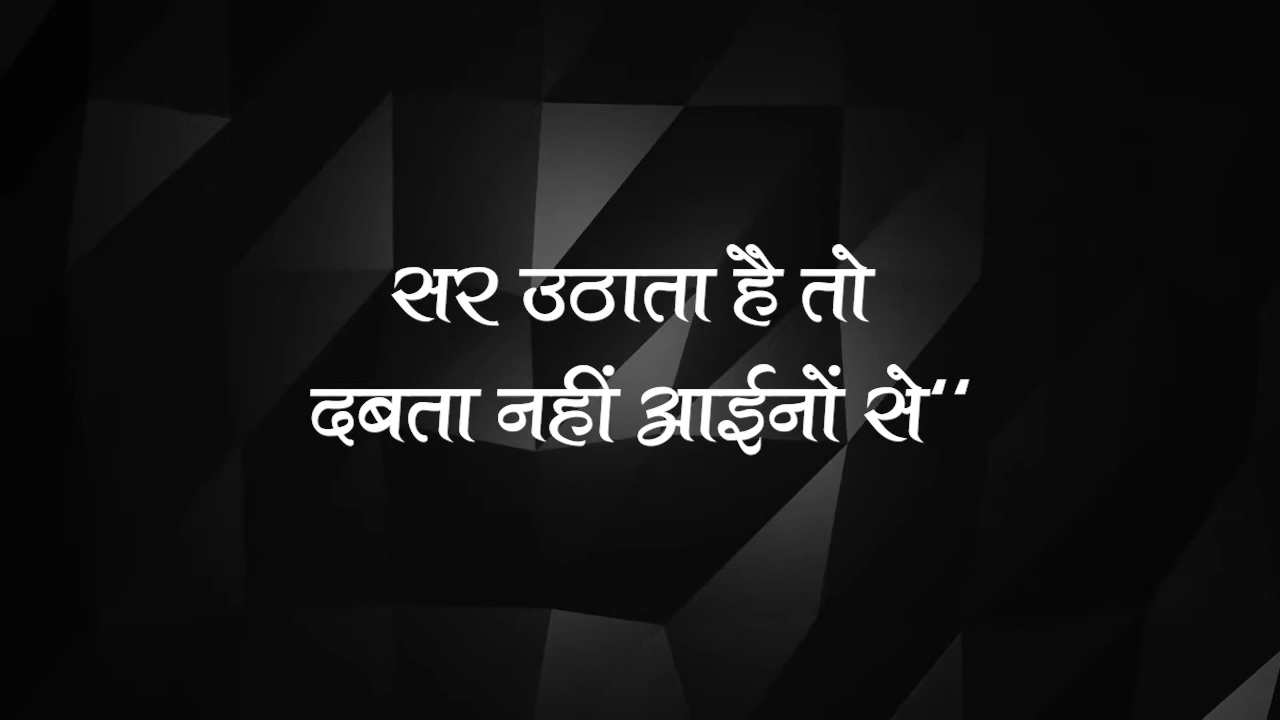 सर उठाता है तो
दबता नहीं आईनों से“